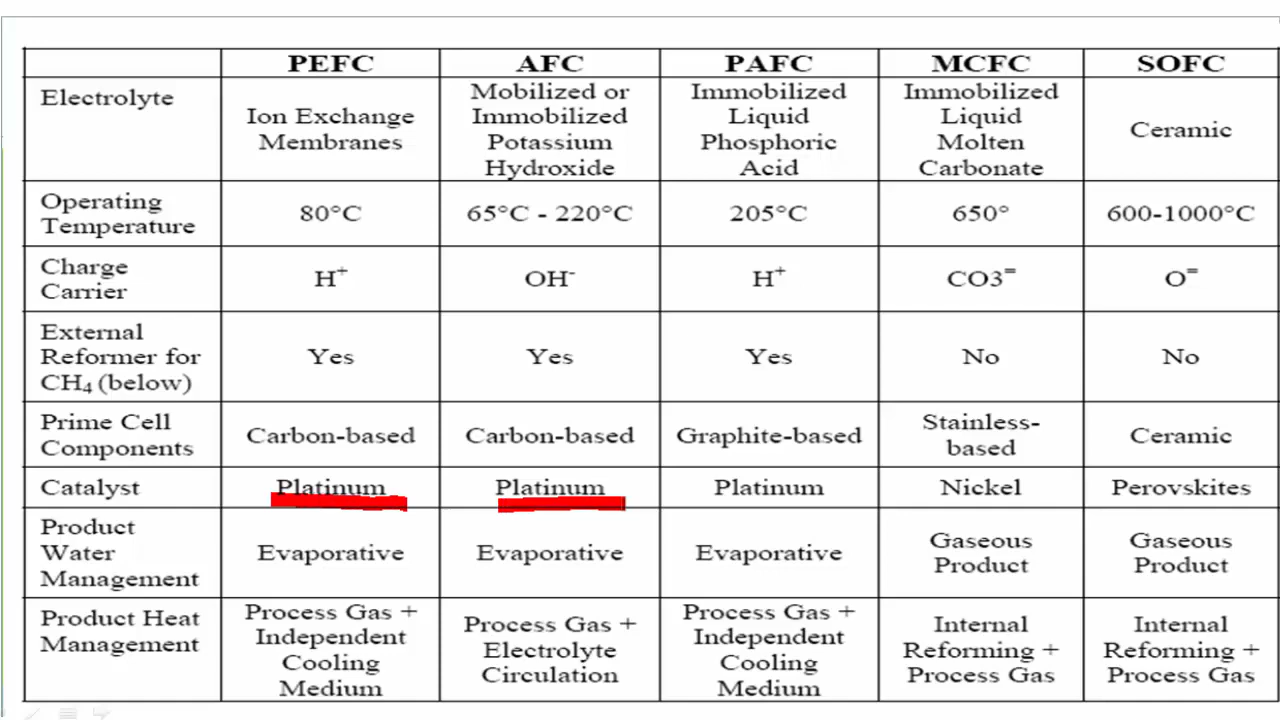 PEFC AFC PAFC MCFC SOFC
Electrolyte
Ion Exchange
Membranes
Mobilized or
Immobilized
Potassium
Hydroxide
Immobilized
Liquid
Phosphoric
Acid
Immobilized
Liquid
Molten
Carbonate
Ceramic
Operating
Temperature
80°C
65°C - 220°C
205°C
650°
600-1000°C
Charge
Carrier
H⁺
OH⁻
H⁺
CO3⁼
O⁼
External
Reformer for
CH₄ (below)
Yes
Yes
Yes
No
No
Prime Cell
Components
Carbon-based
Carbon-based
Graphite-based
Stainless-
based
Ceramic
Catalyst
Platinum
Platinum
Platinum
Nickel
Perovskites
Product
Water
Management
Evaporative
Evaporative
Evaporative
Gaseous
Product
Gaseous
Product
Product Heat
Management
Process Gas +
Independent
Cooling
Medium
Process Gas +
Electrolyte
Circulation
Process Gas +
Independent
Cooling
Medium
Internal
Reforming +
Process Gas
Internal
Reforming +
Process Gas